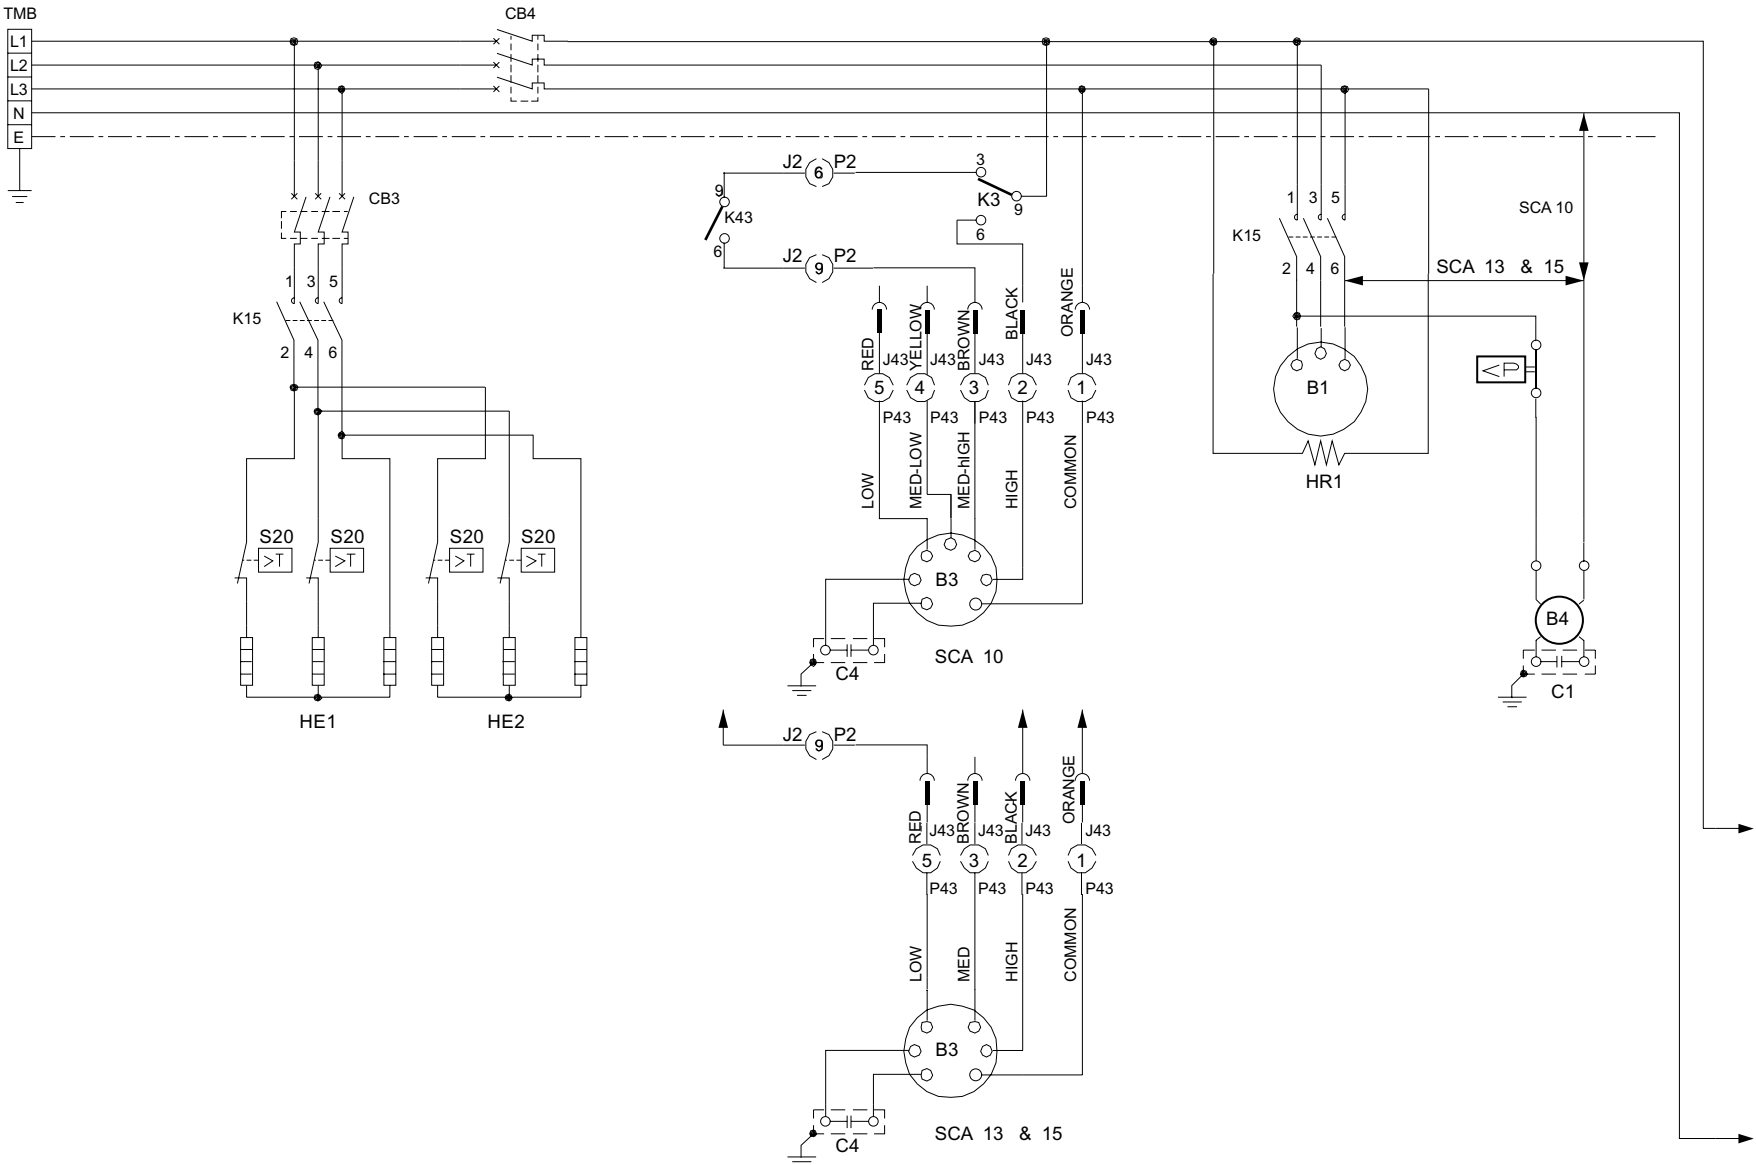 TMB
CB4
L1
L2
L3
N
E
J2 6 P2
3
K3
9
6
9
K43
6
J2 9 P2
CB3
1 3 5
K15
2 4 6
1 3 5
K15
2 4 6
SCA 10
SCA 13 & 15
RED
YELLOW
BROWN
BLACK
ORANGE
J43 J43 J43 J43 J43
5 4 3 2 1
P43 P43 P43 P43 P43
LOW
MED-LOW
MED-hIGH
HIGH
COMMON
<P
B1
HR1
S20 S20 S20 S20
>T >T >T >T
B3
B4
SCA 10
C4
C1
HE1
HE2
J2 9 P2
RED
BROWN
BLACK
ORANGE
J43 J43 J43 J43
5 3 2 1
P43 P43 P43 P43
LOW
MED
HIGH
COMMON
B3
SCA 13 & 15
C4